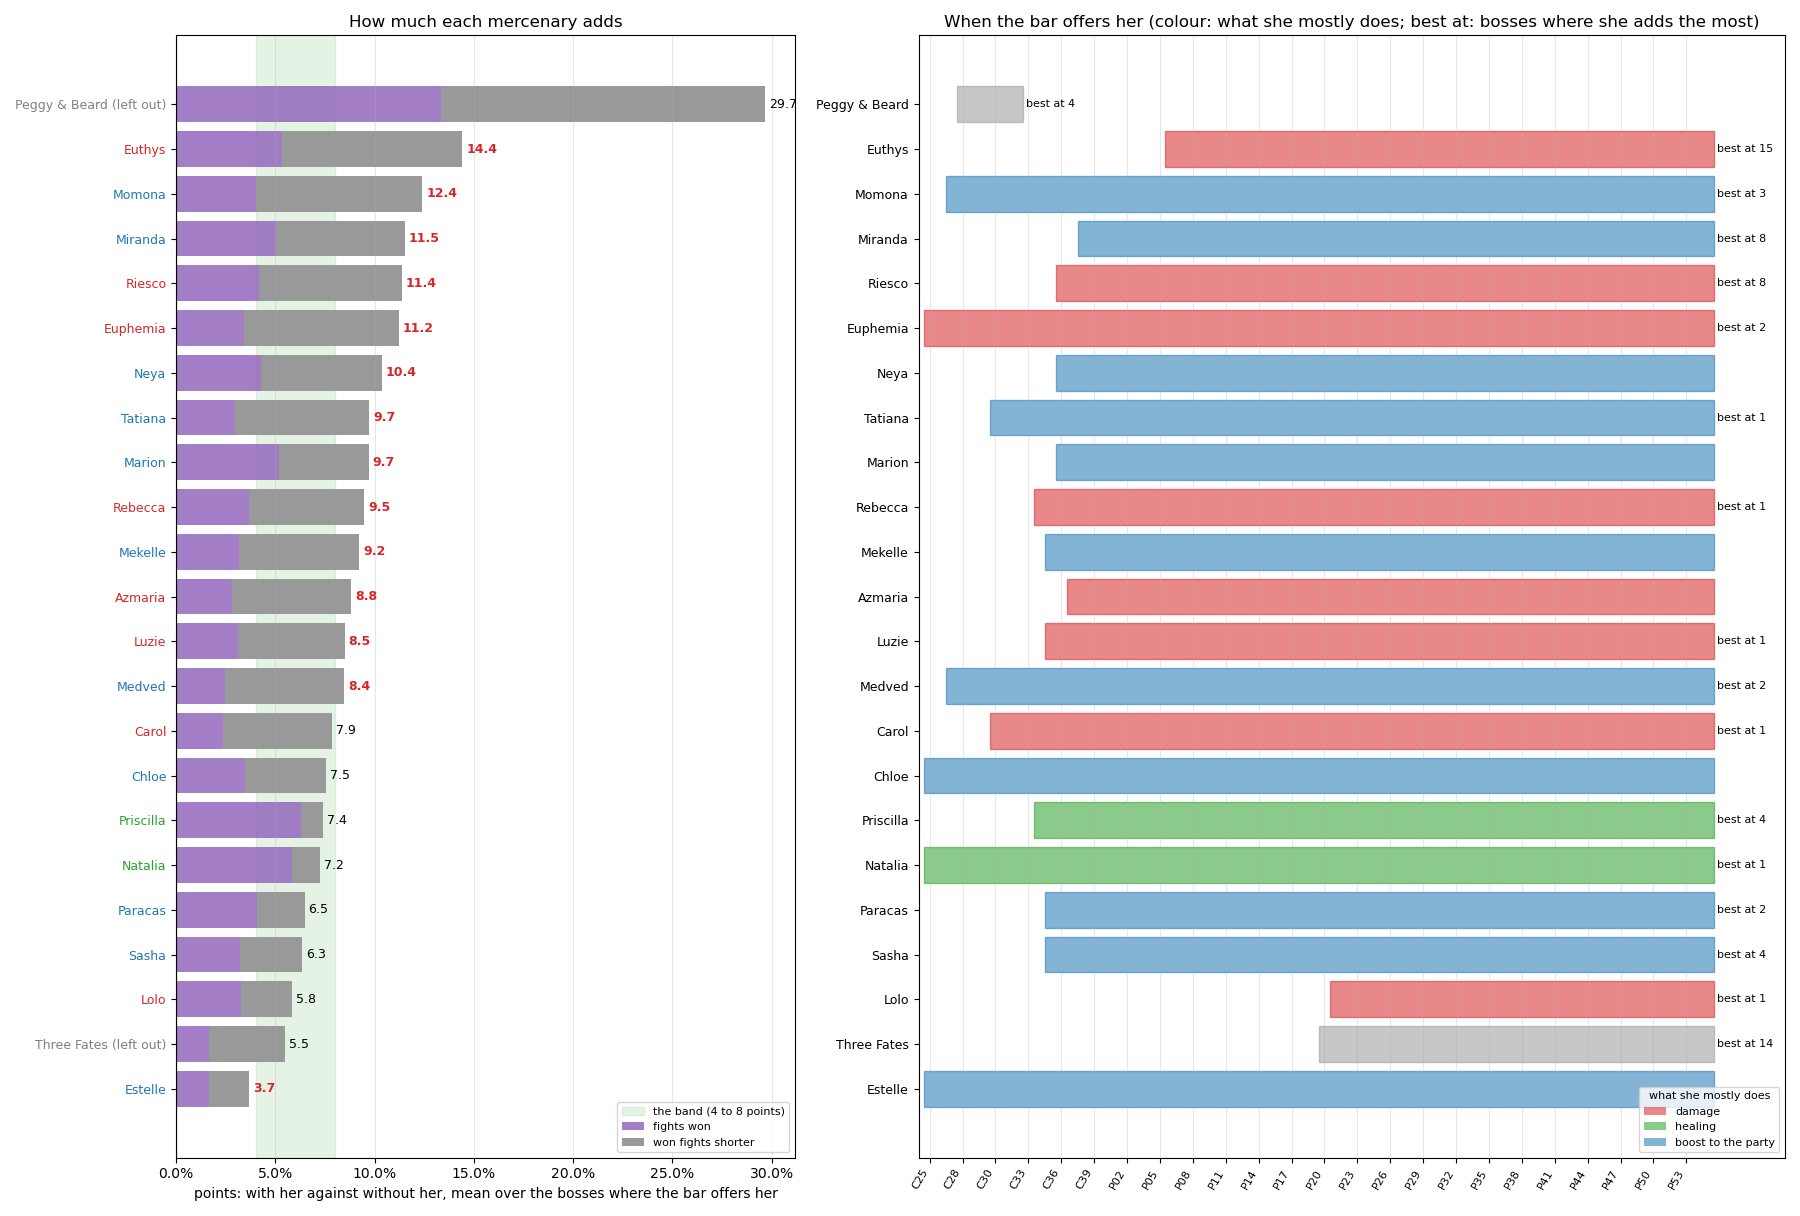 How much each mercenary adds
Peggy & Beard (left out)
29.7
Euthys
14.4
Momona
12.4
Miranda
11.5
Riesco
11.4
Euphemia
11.2
Neya
10.4
Tatiana
9.7
Marion
9.7
Rebecca
9.5
Mekelle
9.2
Azmaria
8.8
Luzie
8.5
Medved
8.4
Carol
7.9
Chloe
7.5
Priscilla
7.4
Natalia
7.2
Paracas
6.5
Sasha
6.3
Lolo
5.8
Three Fates (left out)
5.5
Estelle
3.7
the band (4 to 8 points)
fights won
won fights shorter
0.0% 5.0% 10.0% 15.0% 20.0% 25.0% 30.0%
points: with her against without her, mean over the bosses where the bar offers her
When the bar offers her (colour: what she mostly does; best at: bosses where she adds the most)
Peggy & Beard
best at 4
Euthys
best at 15
Momona
best at 3
Miranda
best at 8
Riesco
best at 8
Euphemia
best at 2
Neya
Tatiana
best at 1
Marion
Rebecca
best at 1
Mekelle
Azmaria
Luzie
best at 1
Medved
best at 2
Carol
best at 1
Chloe
Priscilla
best at 4
Natalia
best at 1
Paracas
best at 2
Sasha
best at 4
Lolo
best at 1
Three Fates
best at 14
Estelle
what she mostly does
damage
healing
boost to the party
C25 C28 C30 C33 C36 C39 P02 P05 P08 P11 P14 P17 P20 P23 P26 P29 P32 P35 P38 P41 P44 P47 P50 P53